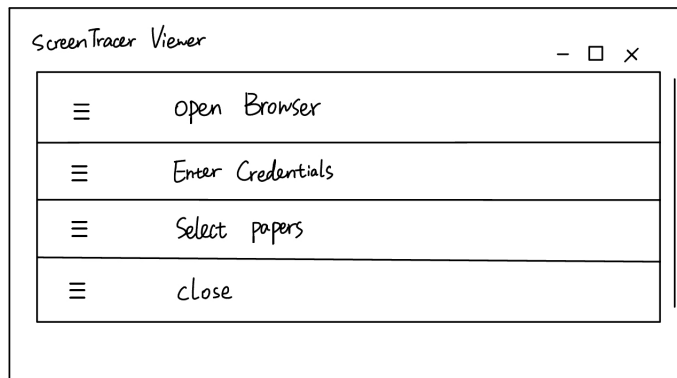 ScreenTracer Viewer
open Browser
Enter Credentials
Select papers
close